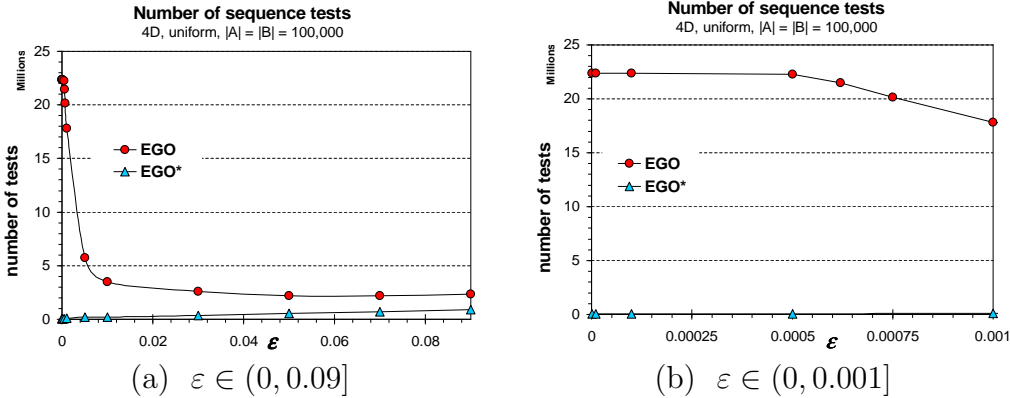 Number of sequence tests
4D, uniform, |A| = |B| = 100,000
Millions
number of tests
25
20
15
10
5
0
EGO
EGO*
0 0.02 0.04 0.06 0.08
ε
(a) ε ∈ (0, 0.09]
Number of sequence tests
4D, uniform, |A| = |B| = 100,000
Millions
number of tests
25
20
15
10
5
0
EGO
EGO*
0 0.00025 0.0005 0.00075 0.001
ε
(b) ε ∈ (0, 0.001]